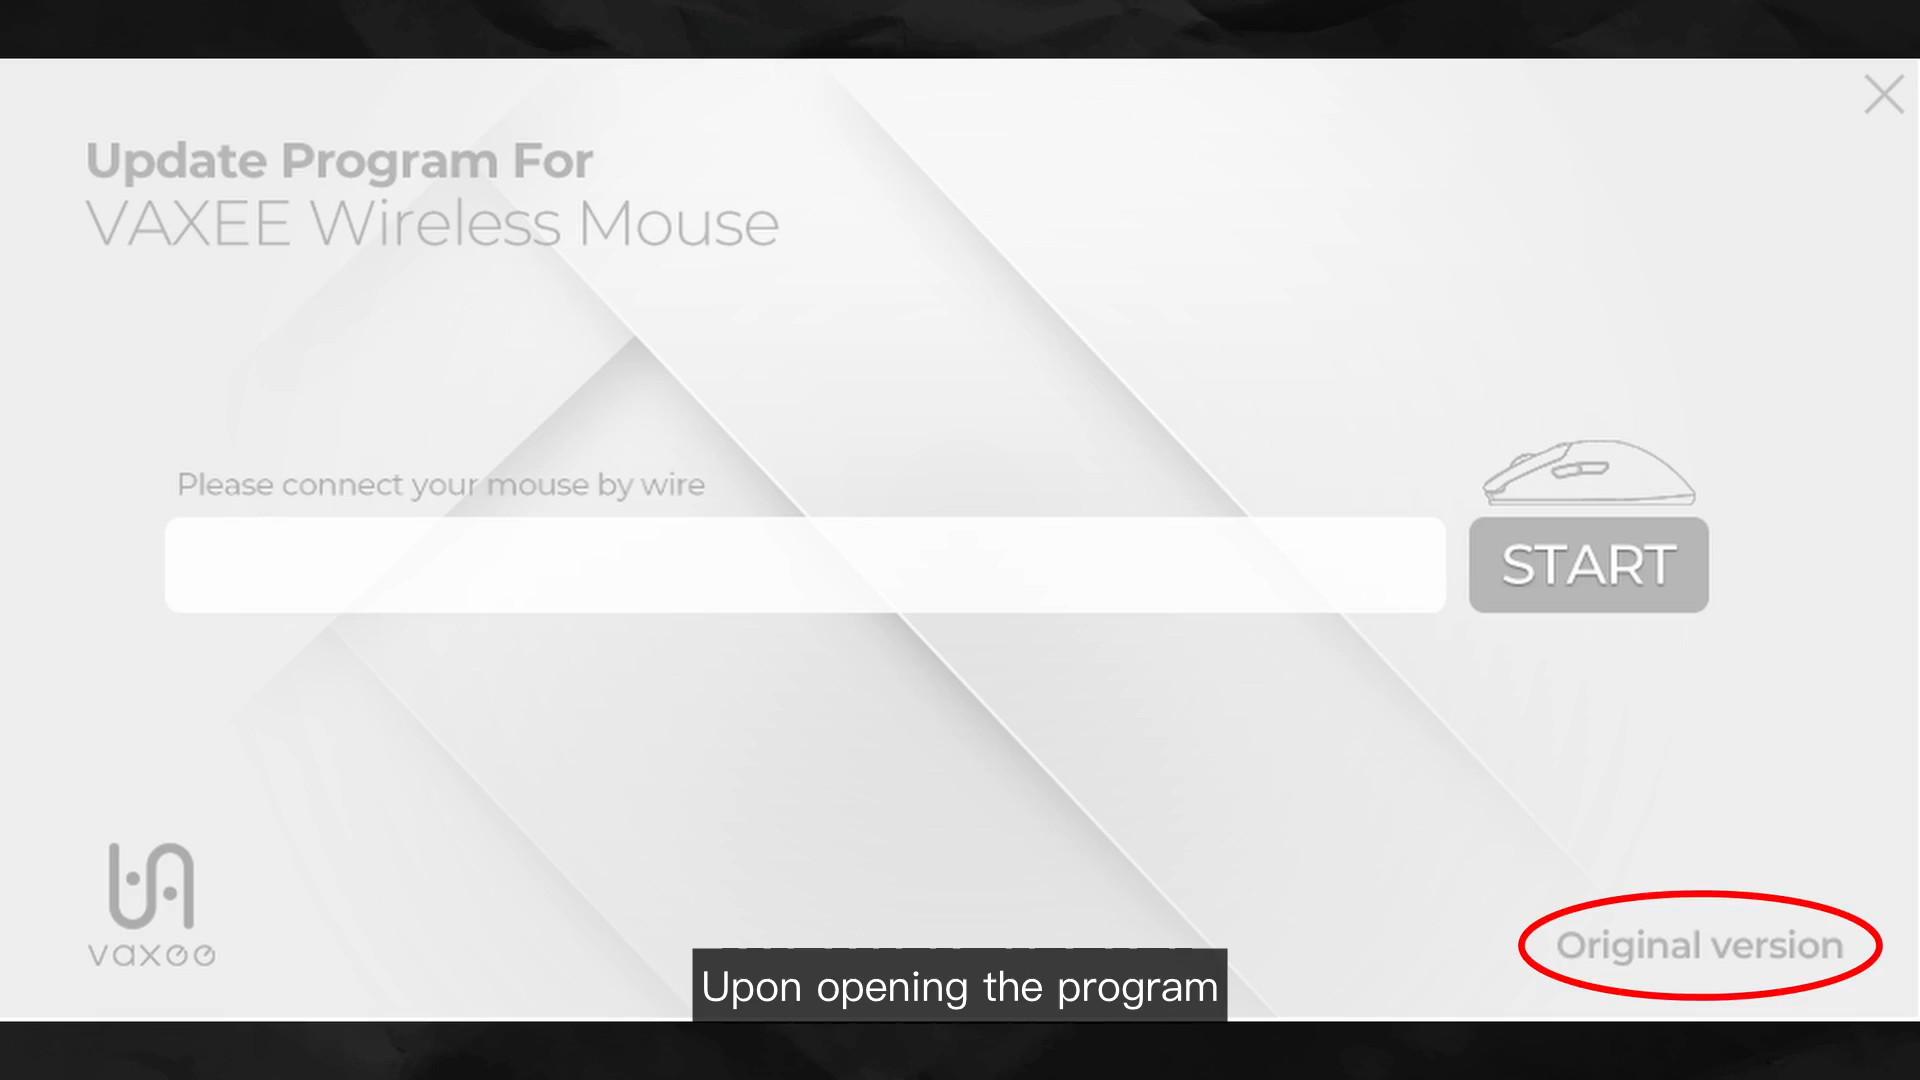 Update Program For
VAXEE Wireless Mouse
Please connect your mouse by wire
START
vaxee
Original version
Upon opening the program